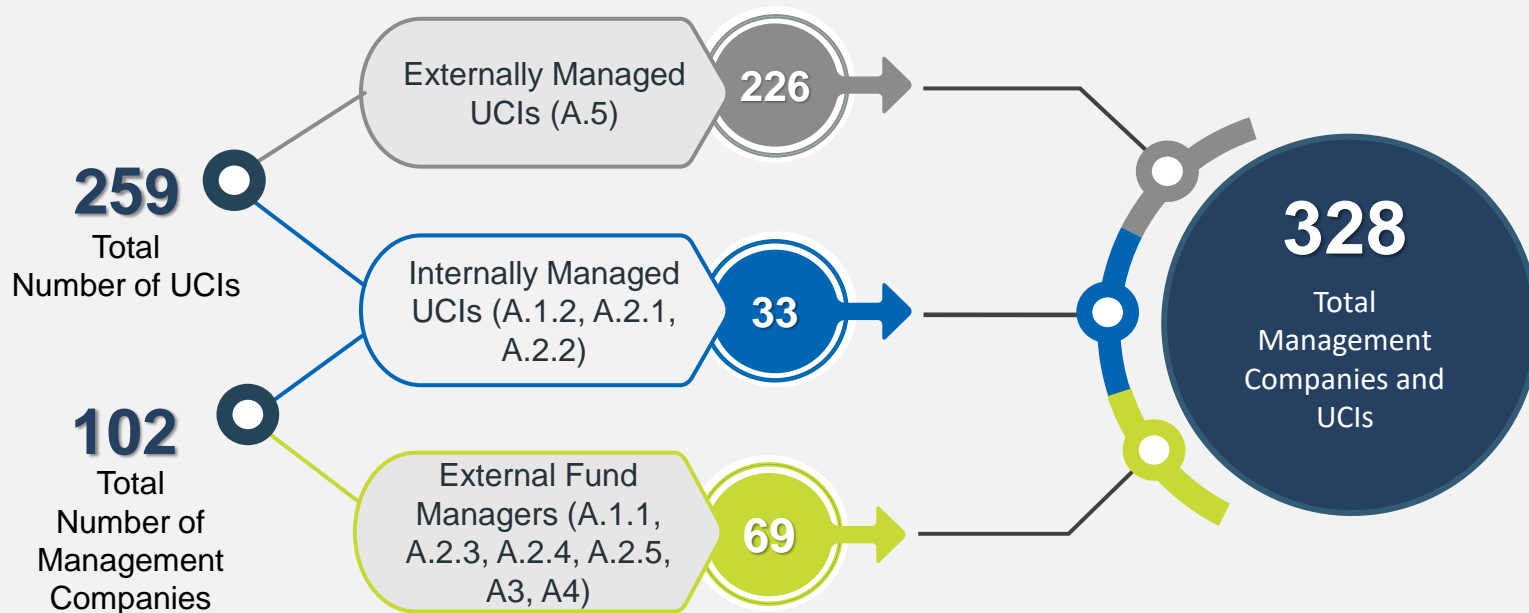 259
Total
Number of UCIs
102
Total
Number of
Management
Companies
Externally Managed
UCIs (A.5)
226
Internally Managed
UCIs (A.1.2, A.2.1,
A.2.2)
33
External Fund
Managers (A.1.1,
A.2.3, A.2.4, A.2.5,
A3, A4)
69
328
Total
Management
Companies and
UCIs